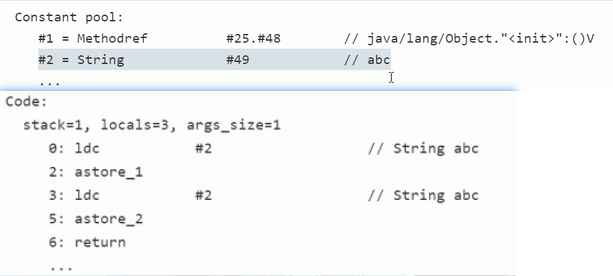 Constant pool:
#1 = Methodref #25.#48 // java/lang/Object."<init>":()V
#2 = String #49 // abc
...
Code:
stack=1, locals=3, args_size=1
0: ldc #2 // String abc
2: astore_1
3: ldc #2 // String abc
5: astore_2
6: return
...